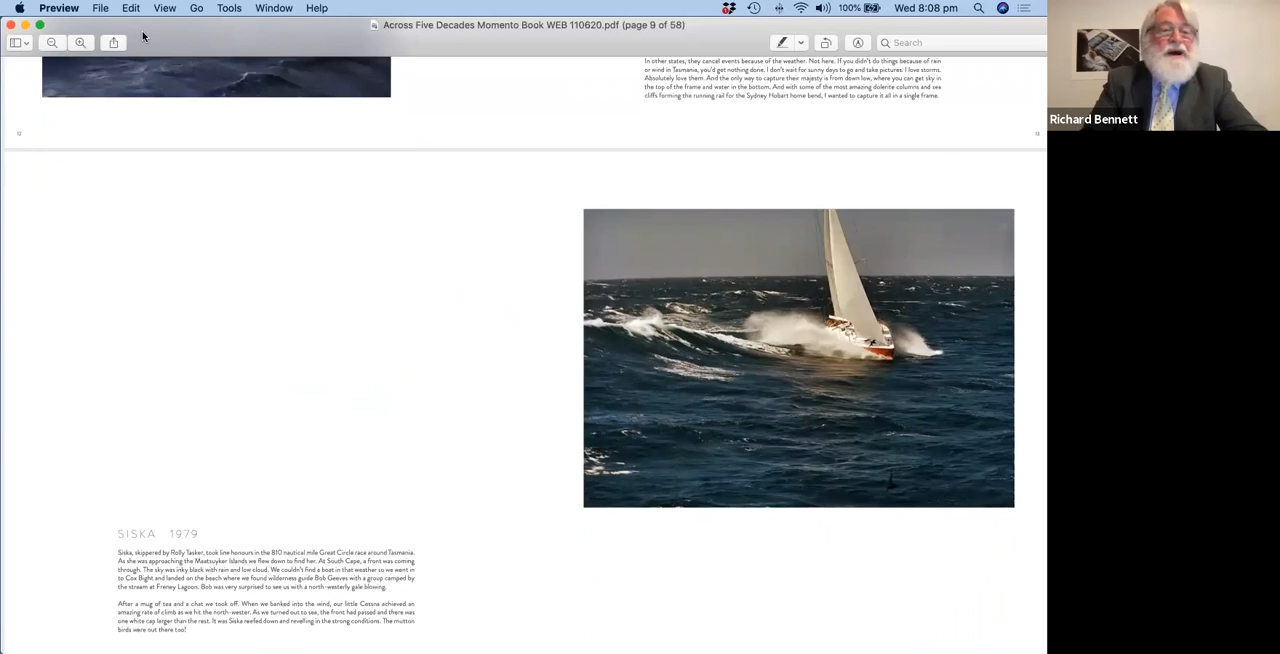 Preview File Edit View Go Tools Window Help
100% Wed 8:08 pm
Across Five Decades Momento Book WEB 110620.pdf (page 9 of 58)
Search
Richard Bennett
In other states, they cancel events because of the weather. Not here. If you didn't do things because of rain
or wind in Tasmania, you'd get nothing done. I don't wait for sunny days to go and take pictures. I love storms.
Absolutely love them. And the only way to capture their majesty is from down low, where you can get sky in
the top of the frame and water in the bottom. And with some of the most amazing dolerite columns and sea
cliffs forming the running rail for the Sydney Hobart home bend, I wanted to capture it all in a single frame.
12
13
SISKA 1979
Siska, skippered by Rolly Tasker, took line honours in the 810 nautical mile Great Circle race around Tasmania.
As she was approaching the Maatsuyker Islands we flew down to find her. At South Cape, a front was coming
through. The sky was inky black with rain and low cloud. We couldn't find a boat in that weather so we went in
to Cox Bight and landed on the beach where we found wilderness guide Bob Geeves with a group camped by
the stream at Freney Lagoon. Bob was very surprised to see us with a north-westerly gale blowing.
After a mug of tea and a chat we took off. When we banked into the wind, our little Cessna achieved an
amazing rate of climb as we hit the north-wester. As we turned out to sea, the front had passed and there was
one white cap larger than the rest. It was Siska reefed down and revelling in the strong conditions. The mutton
birds were out there too!